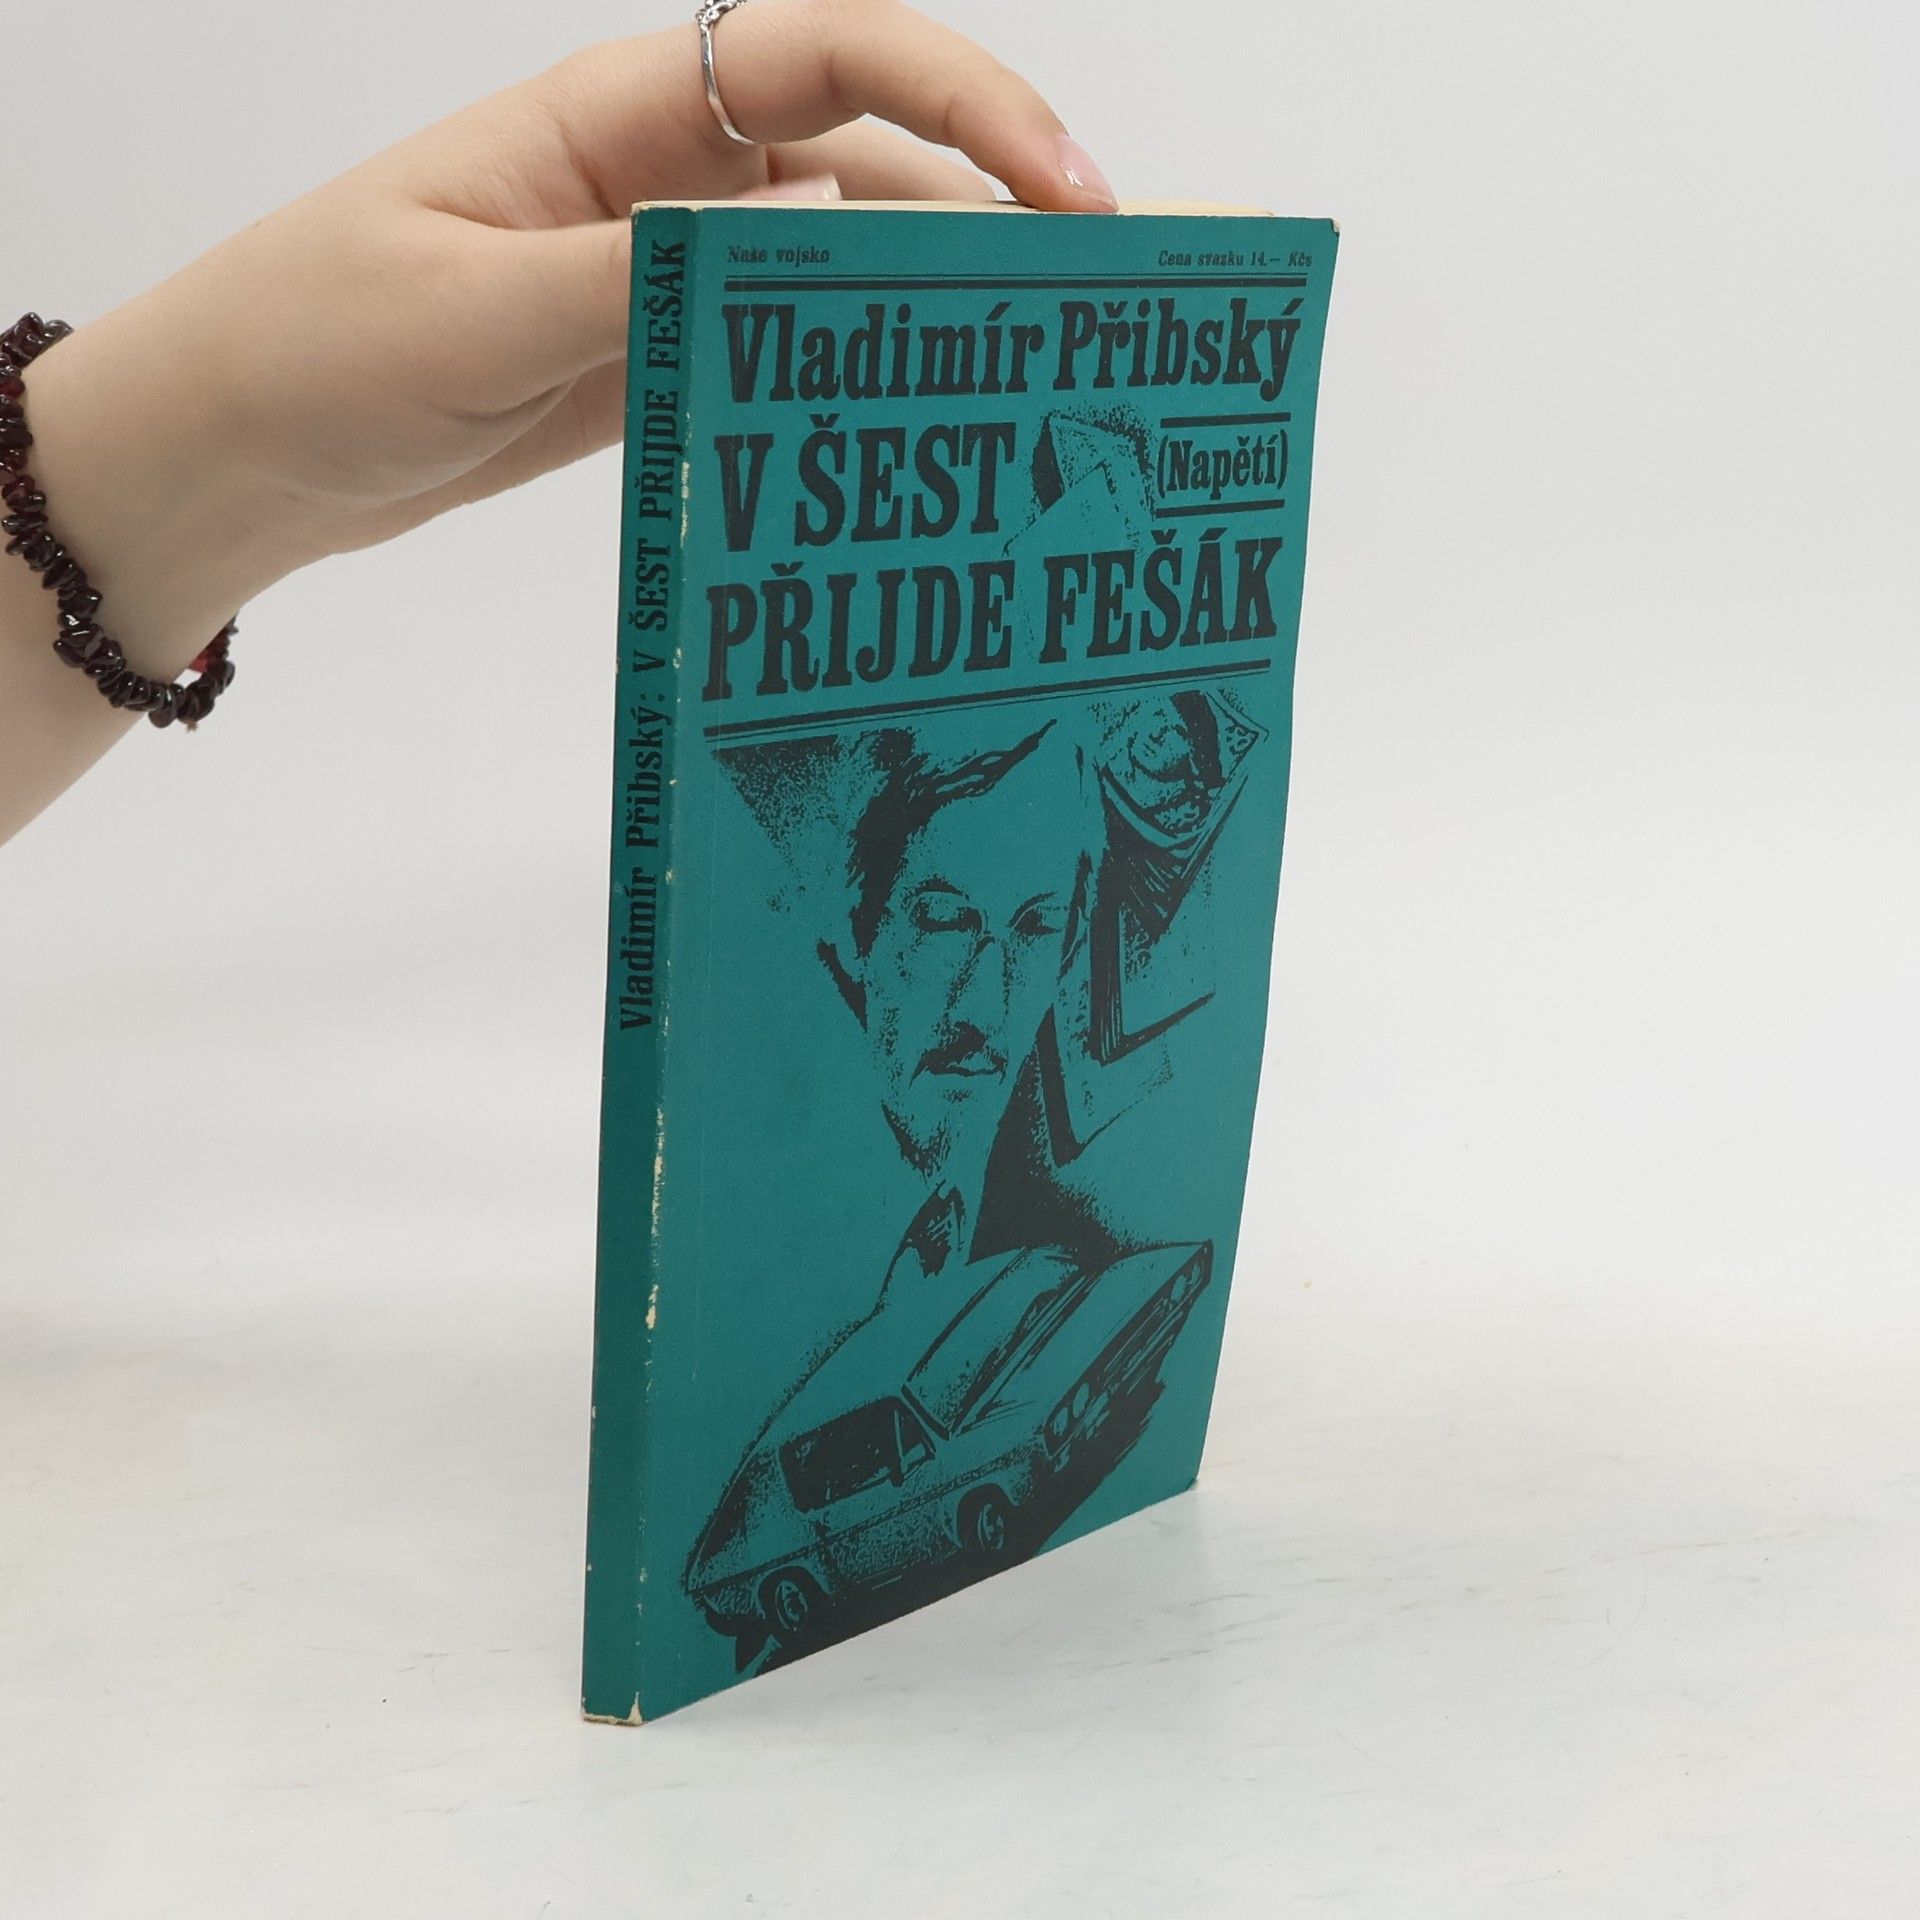 Naše vojsko
Cena svazku 14.— Kčs
Vladimír Přibský
V ŠEST
(Napětí)
PŘIJDE FEŠÁK
Vladimír Přibský: V ŠEST PŘIJDE FEŠÁK